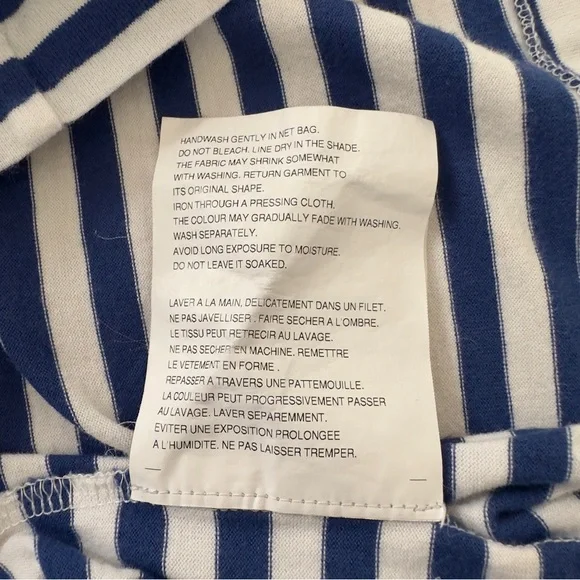 HANDWASH GENTLY IN NET BAG.
DO NOT BLEACH. LINE DRY IN THE SHADE.
THE FABRIC MAY SHRINK SOMEWHAT
WITH WASHING. RETURN GARMENT TO
ITS ORIGINAL SHAPE.
IRON THROUGH A PRESSING CLOTH.
THE COLOUR MAY GRADUALLY FADE WITH WASHING.
WASH SEPARATELY.
AVOID LONG EXPOSURE TO MOISTURE.
DO NOT LEAVE IT SOAKED.
LAVER A LA MAIN, DELICATEMENT DANS UN FILET.
NE PAS JAVELLISER . FAIRE SECHER A L'OMBRE.
LE TISSU PEUT RETRECIR AU LAVAGE.
NE PAS SECHER EN MACHINE. REMETTRE
LE VETEMENT EN FORME .
REPASSER A TRAVERS UNE PATTEMOUILLE.
LA COULEUR PEUT PROGRESSIVEMENT PASSER
AU LAVAGE. LAVER SEPAREMMENT.
EVITER UNE EXPOSITION PROLONGEE
A L'HUMIDITE. NE PAS LAISSER TREMPER.